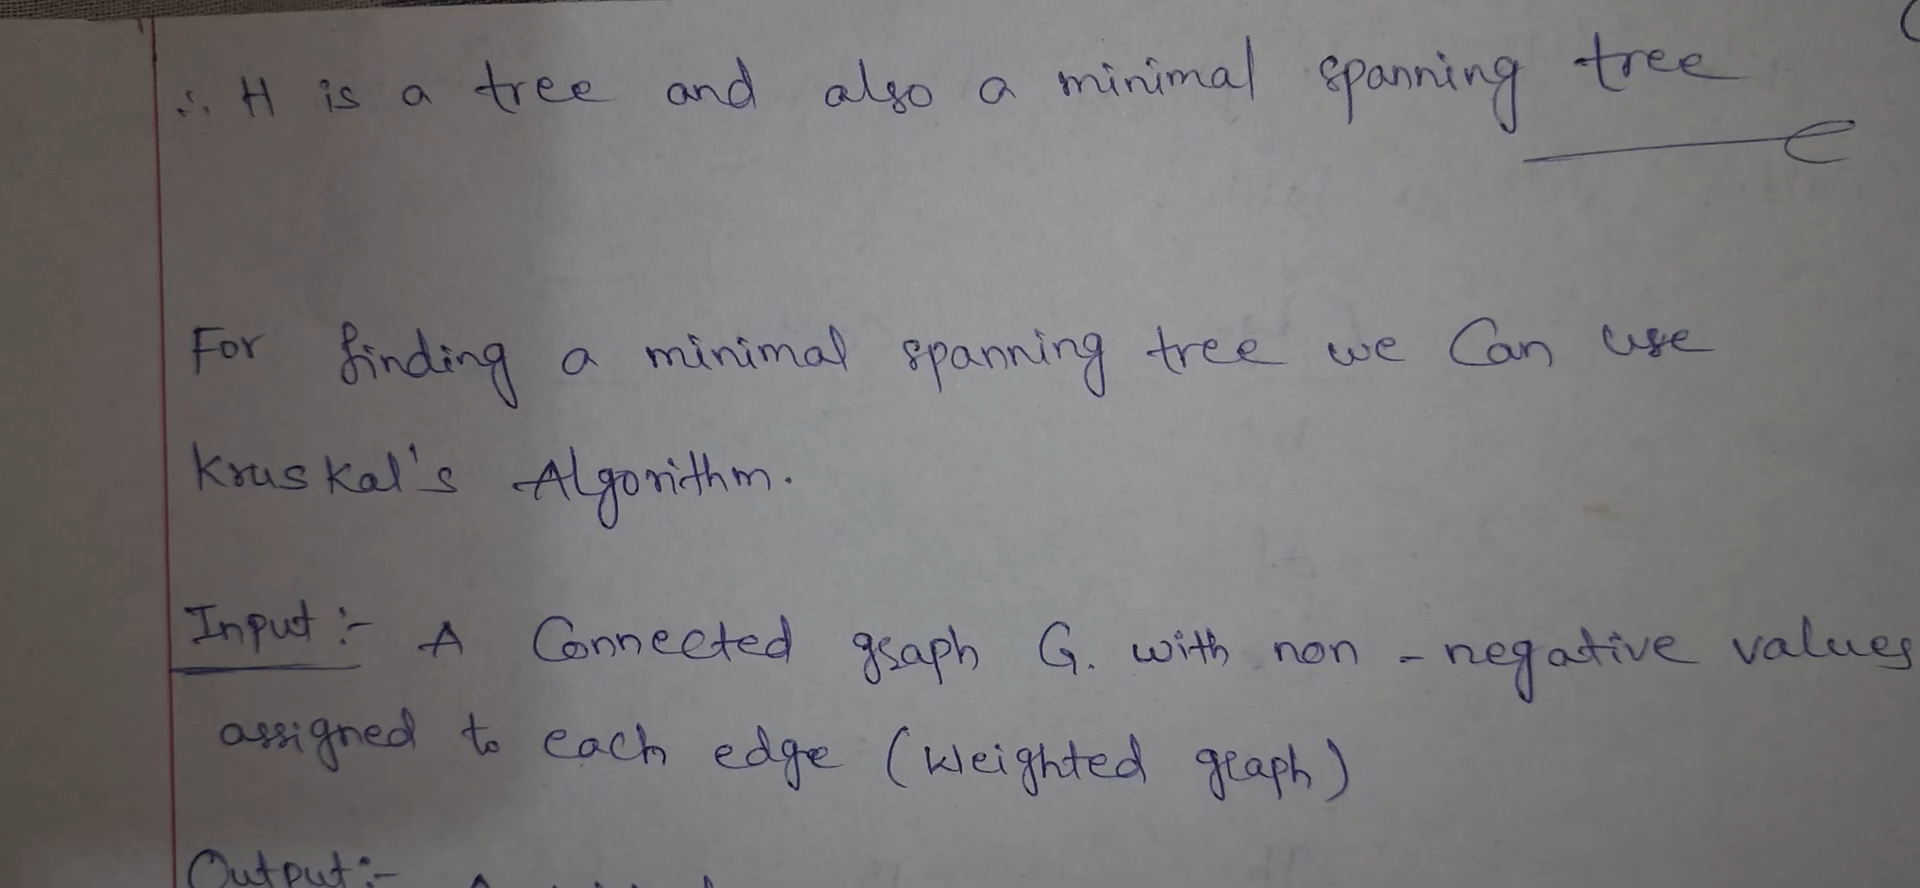 ∴ H is a tree and also a minimal spanning tree
For finding a minimal spanning tree we Can use
Kruskal's Algorithm.
Input :- A Connected graph G. with non-negative values
assigned to each edge (Weighted graph)
Output :- A